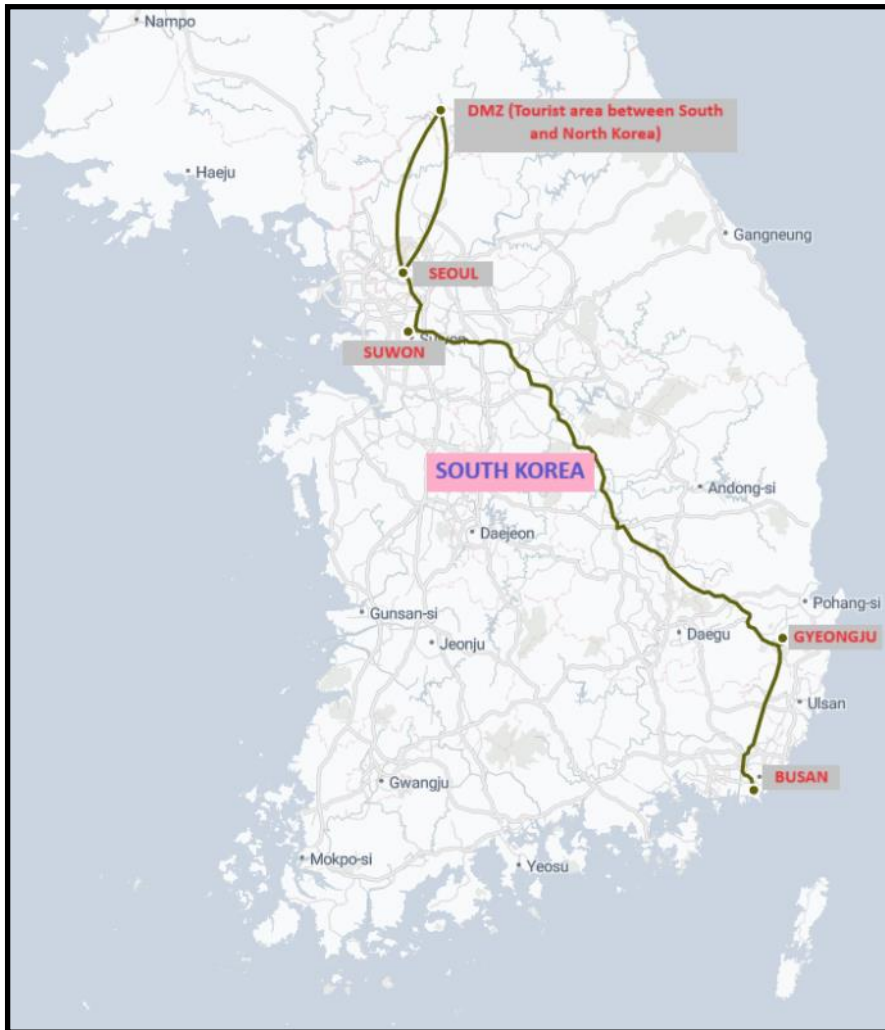 Nampo
DMZ (Tourist area between South
and North Korea)
Haeju
Gangneung
SEOUL
Suwon
SUWON
SOUTH KOREA
Andong-si
Daejeon
Pohang-si
Gunsan-si
Daegu
GYEONGJU
Jeonju
Ulsan
BUSAN
Gwangju
Mokpo-si
Yeosu